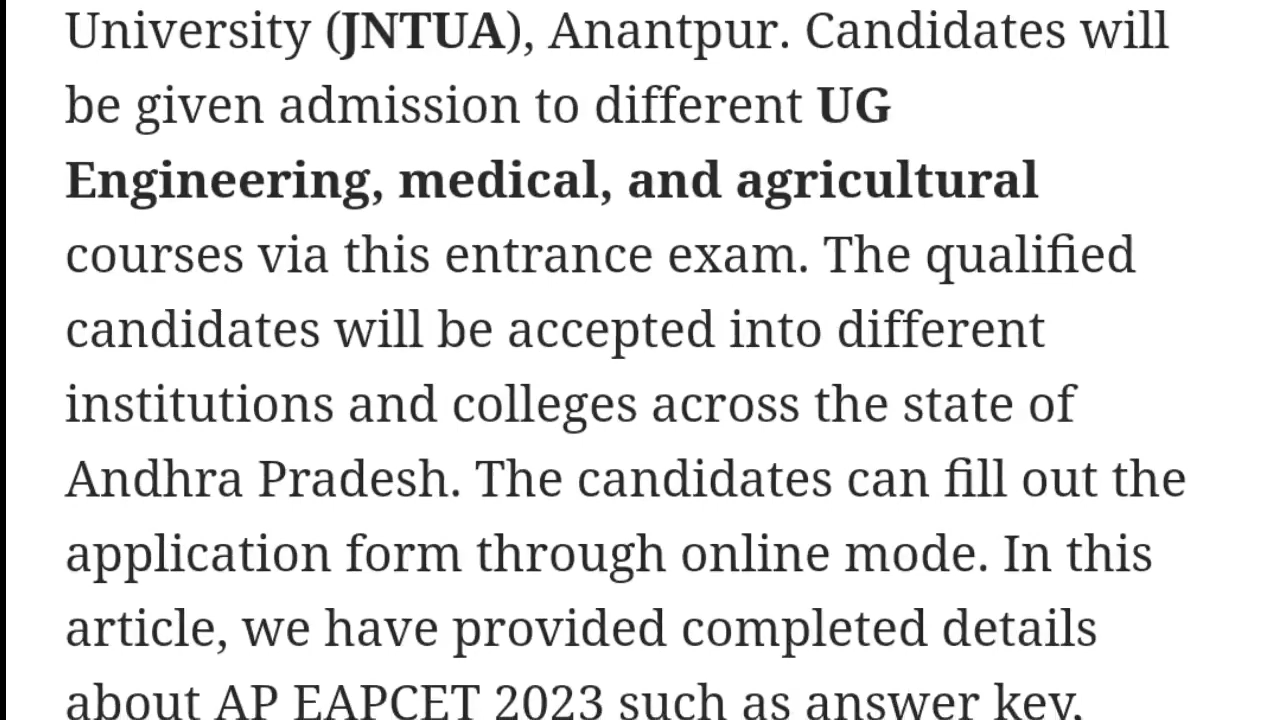 University (JNTUA), Anantpur. Candidates will
be given admission to different UG
Engineering, medical, and agricultural
courses via this entrance exam. The qualified
candidates will be accepted into different
institutions and colleges across the state of
Andhra Pradesh. The candidates can fill out the
application form through online mode. In this
article, we have provided completed details
about AP EAPCET 2023 such as answer key,